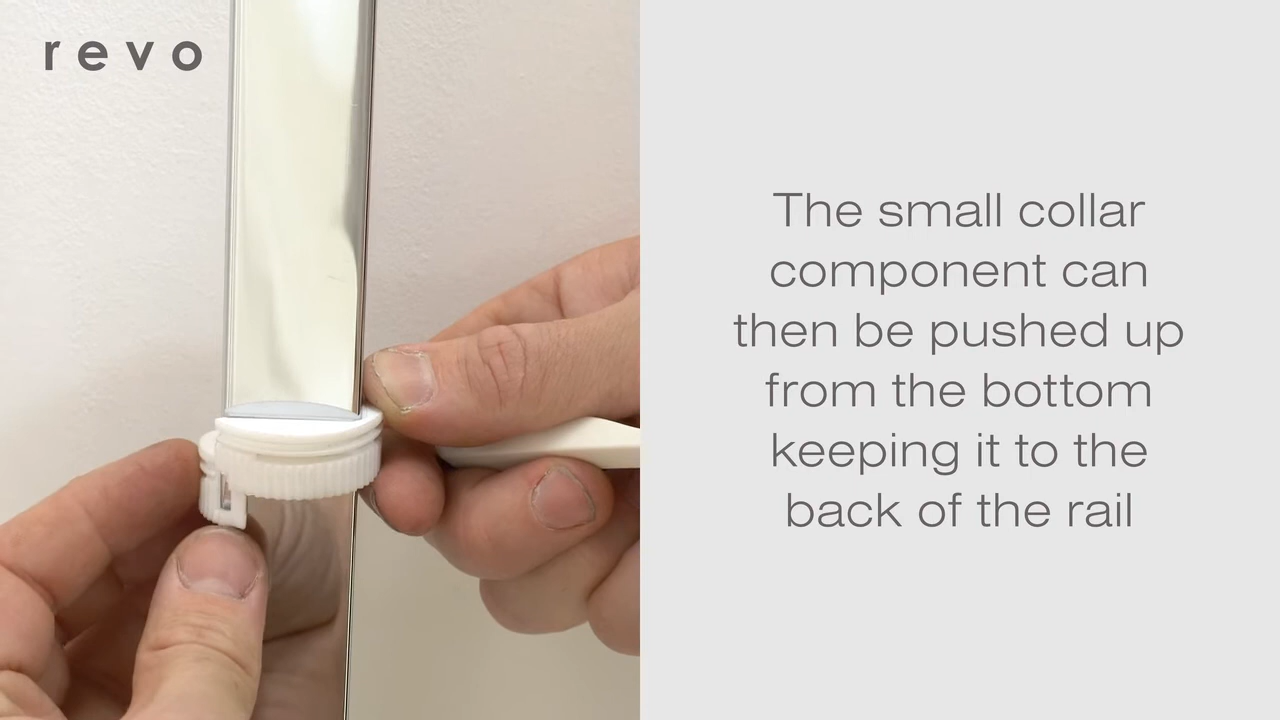 revo
The small collar
component can
then be pushed up
from the bottom
keeping it to the
back of the rail